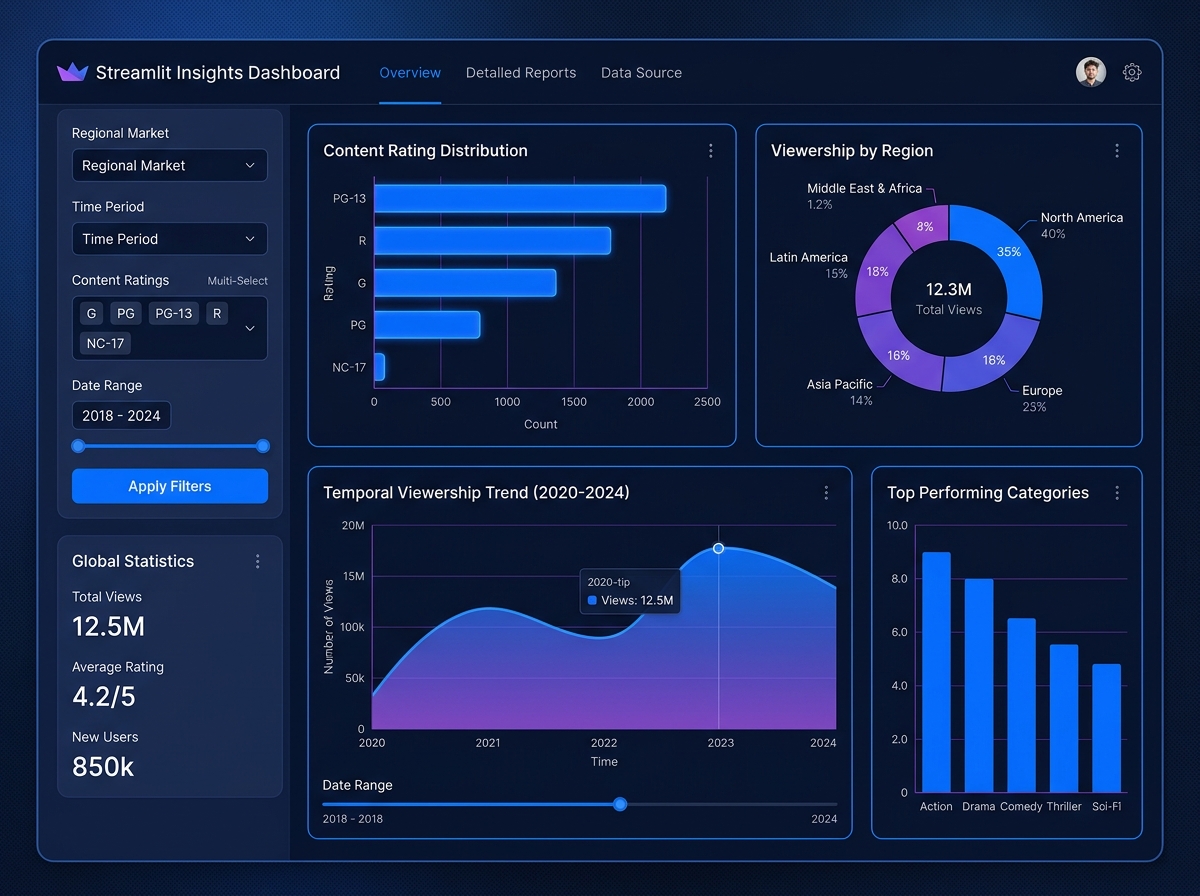 Streamlit Insights Dashboard
Overview
Detalled Reports
Data Source
Regional Market
Regional Market
Time Period
Time Period
Content Ratings
Multi-Select
G
PG
PG-13
R
NC-17
Date Range
2018 - 2024
Apply Filters
Global Statistics
Total Views
12.5M
Average Rating
4.2/5
New Users
850k
Content Rating Distribution
Rating
PG-13
R
G
PG
NC-17
0
500
1000
1500
2000
2500
Count
Viewership by Region
Middle East & Africa
1.2%
North America
40%
Latin America
15%
Asia Pacific
14%
Europe
23%
8%
35%
18%
16%
18%
12.3M
Total Views
Temporal Viewership Trend (2020-2024)
Number of Views
20M
15M
100k
50k
0
2020-tip
Views: 12.5M
2020
2021
2022
2023
2024
Time
Date Range
2018 - 2018
2024
Top Performing Categories
10.0
8.0
6.0
4.0
2.0
0
Action
Drama
Comedy
Thriller
Soi-FI